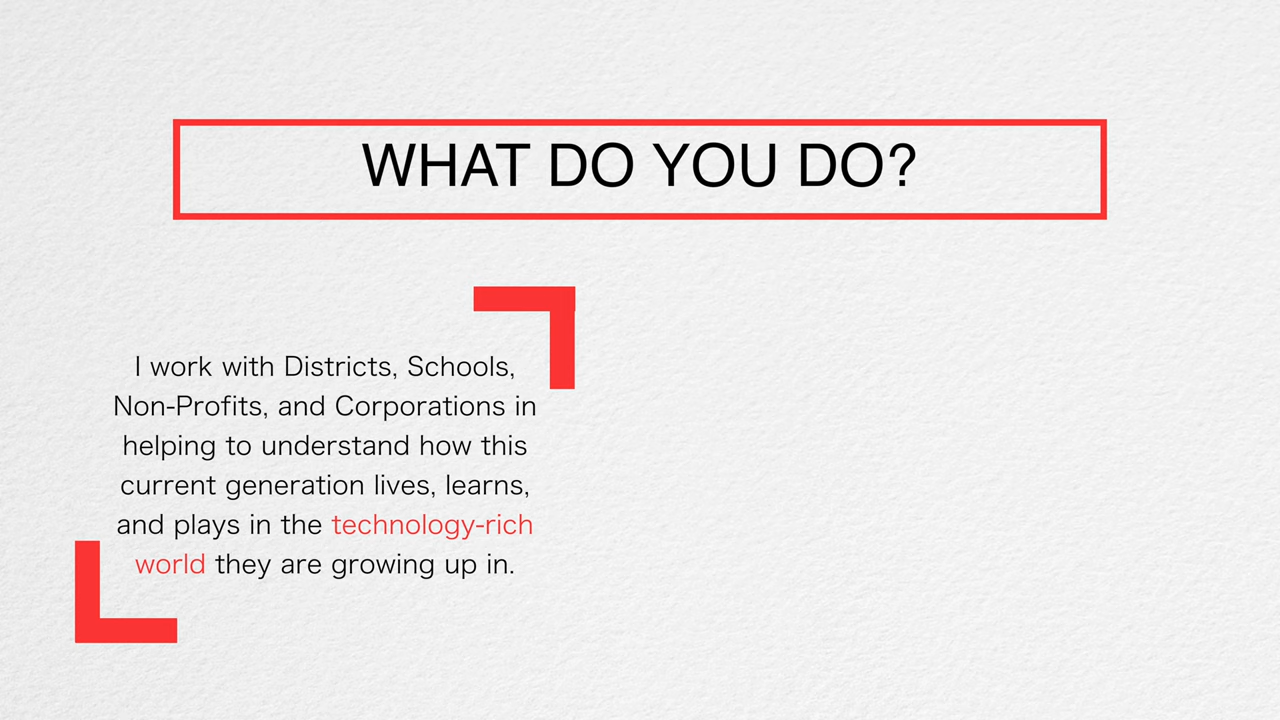 WHAT DO YOU DO?
I work with Districts, Schools,
Non-Profits, and Corporations in
helping to understand how this
current generation lives, learns,
and plays in the technology-rich
world they are growing up in.